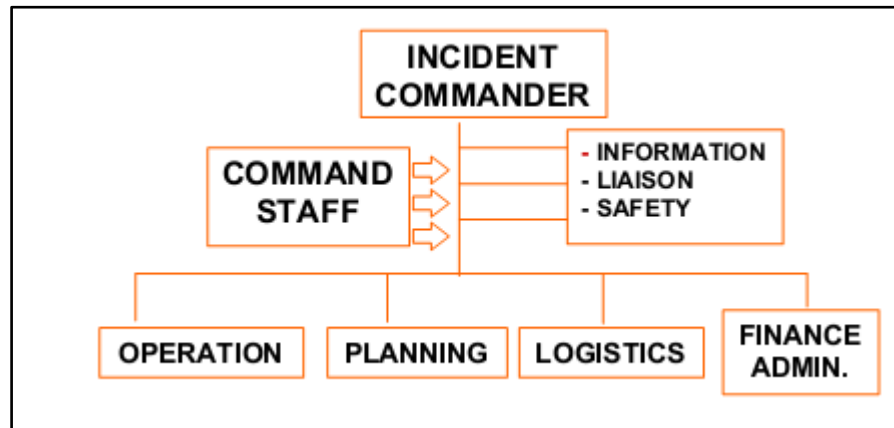 INCIDENT
COMMANDER
COMMAND
STAFF
- INFORMATION
- LIAISON
- SAFETY
OPERATION
PLANNING
LOGISTICS
FINANCE
ADMIN.